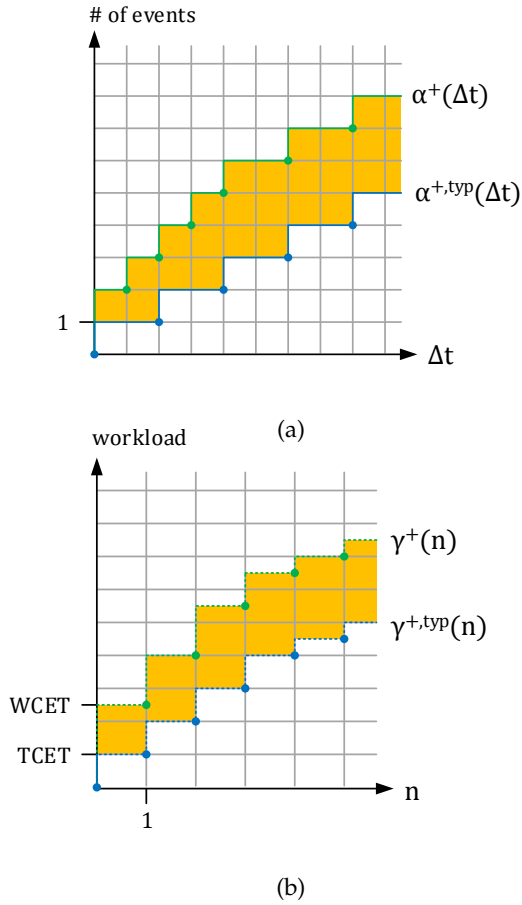 # of events
α⁺(Δt)
α⁺,ᵗʸᵖ(Δt)
1
Δt
(a)
workload
γ⁺(n)
γ⁺,ᵗʸᵖ(n)
WCET
TCET
n
1
(b)